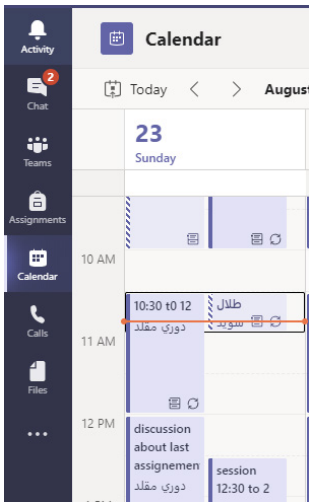 Activity
2
Chat
Teams
Assignments
Calendar
Calls
Files
Calendar
Today
August
23
Sunday
10 AM
11 AM
12 PM
10:30 t0 12
دوري مقلد
طلال
سويد
discussion
about last
assignemen
دوري مقلد
session
12:30 to 2